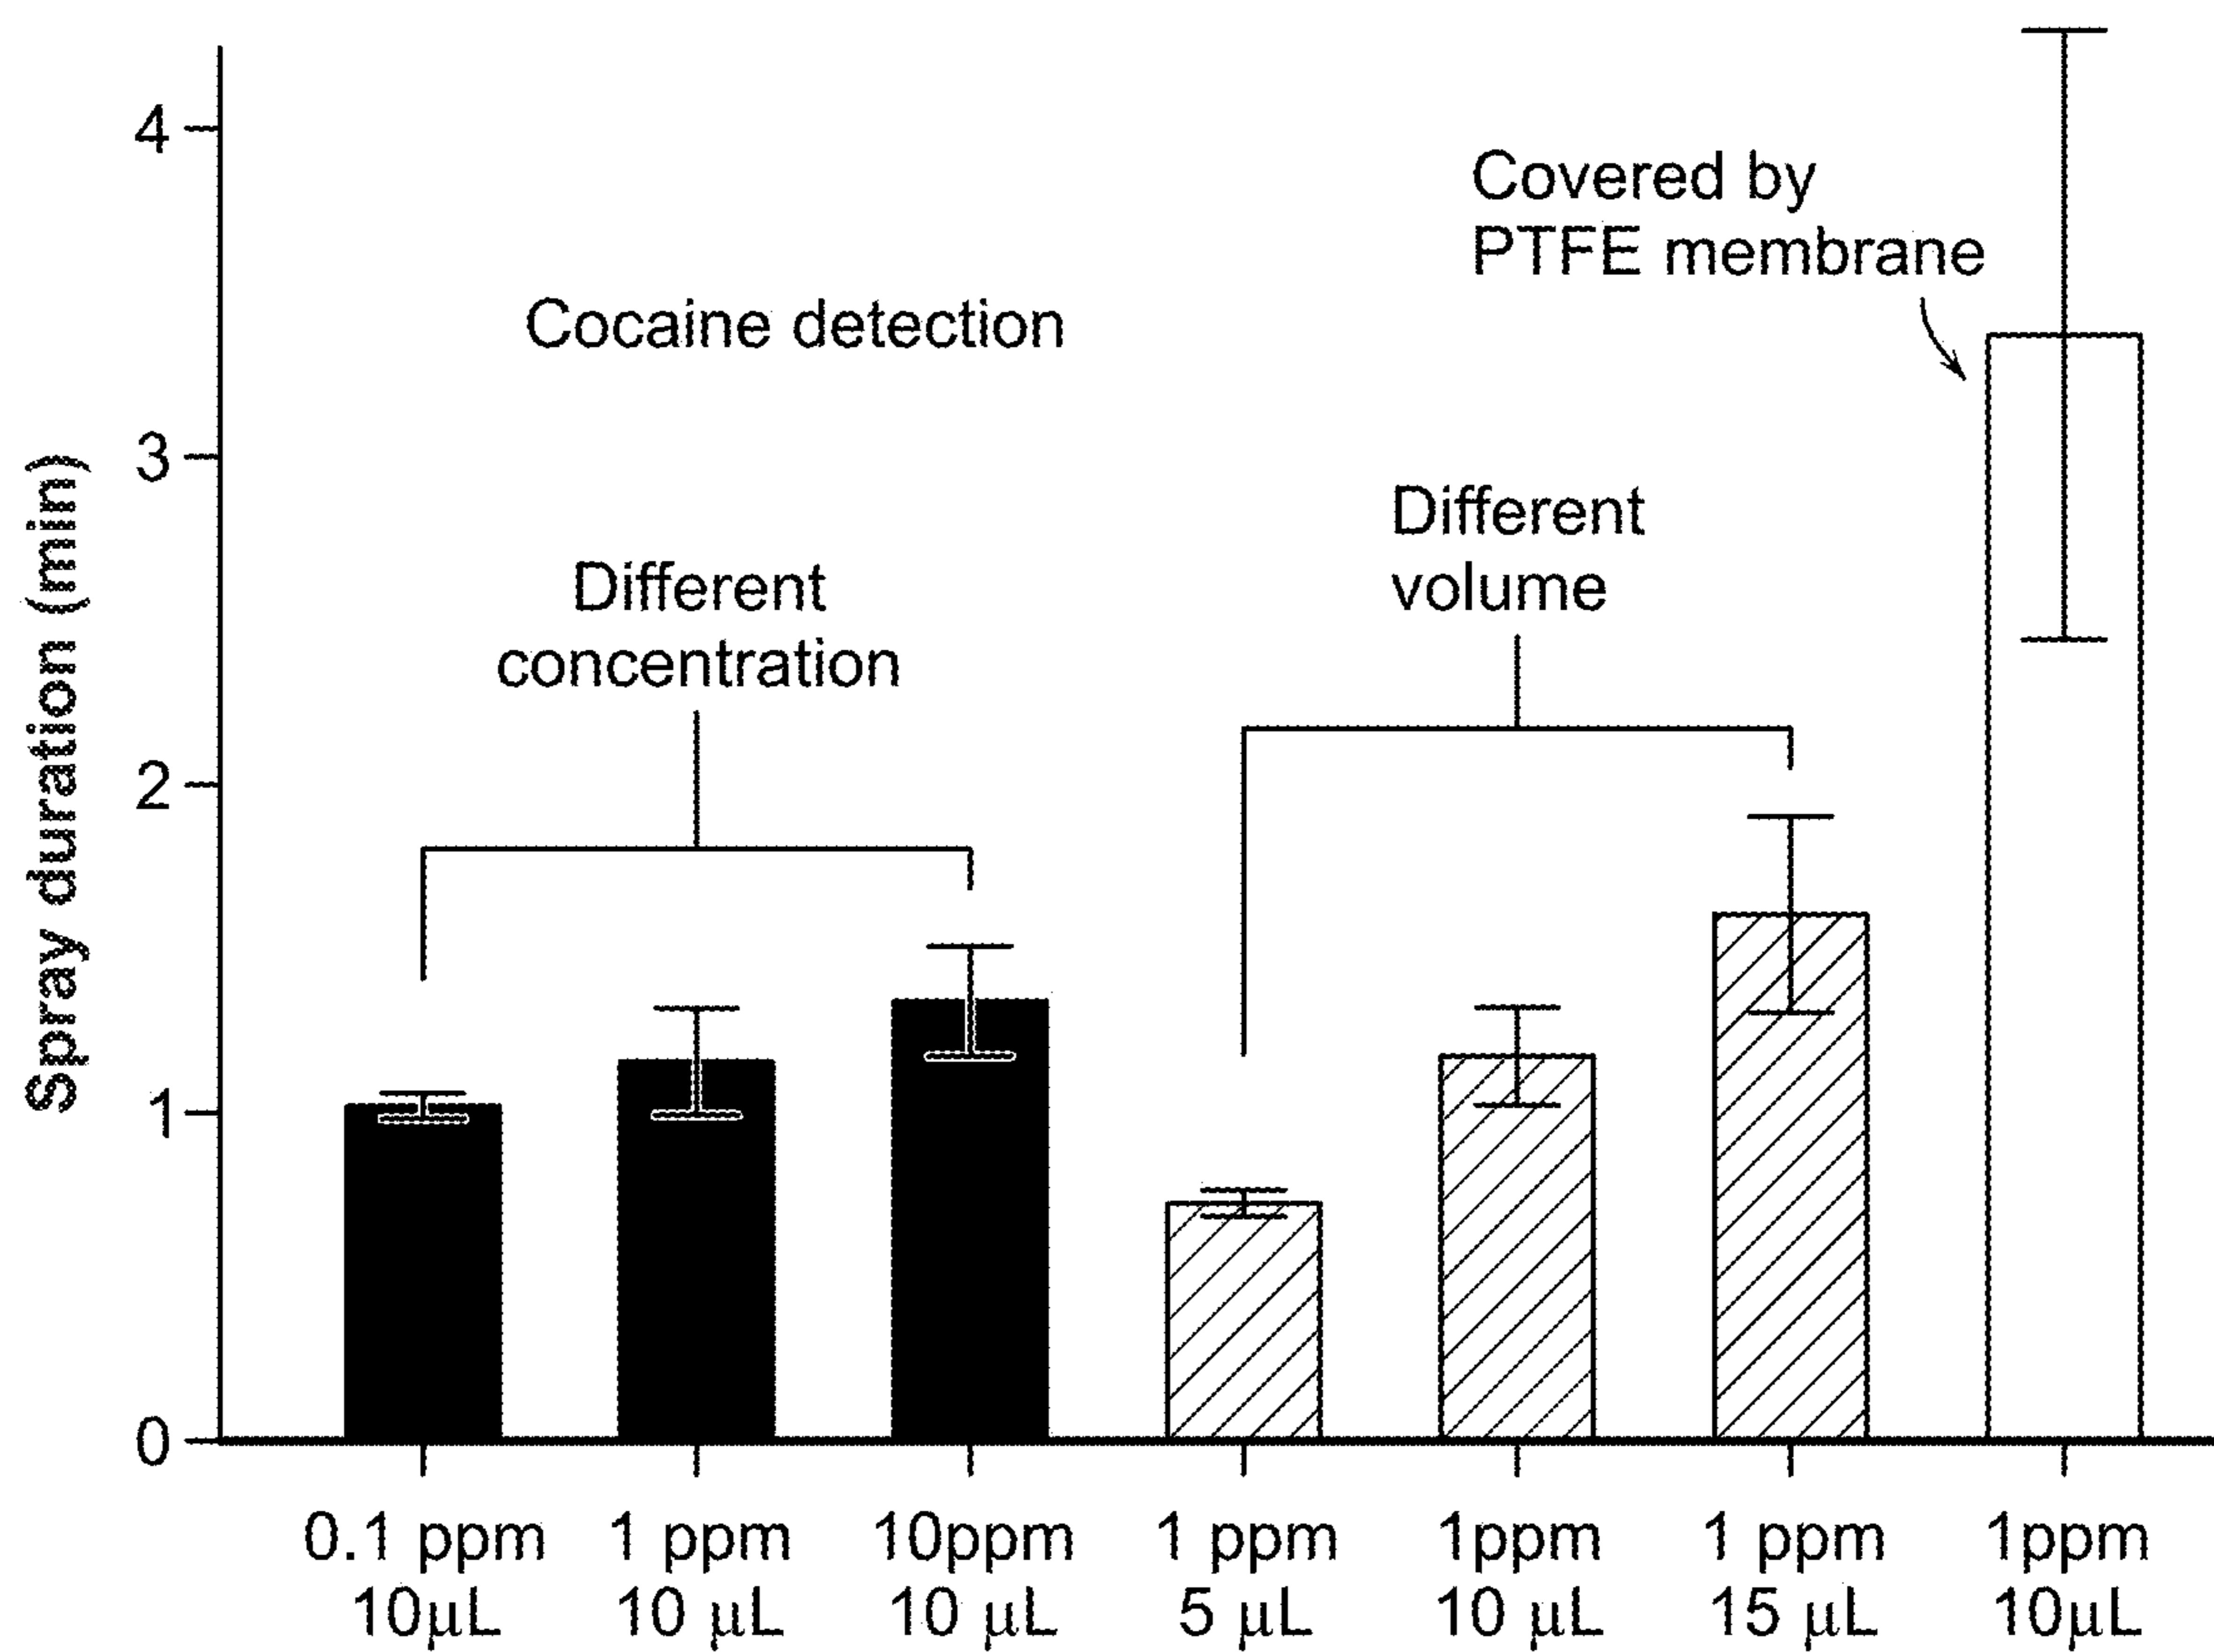 Spray duration (min)
4
3
2
1
0
Cocaine detection
Different
concentration
Different
volume
Covered by
PTFE membrane
0.1 ppm
10μL
1 ppm
10 μL
10ppm
10 μL
1 ppm
5 μL
1ppm
10 μL
1 ppm
15 μL
1ppm
10μL